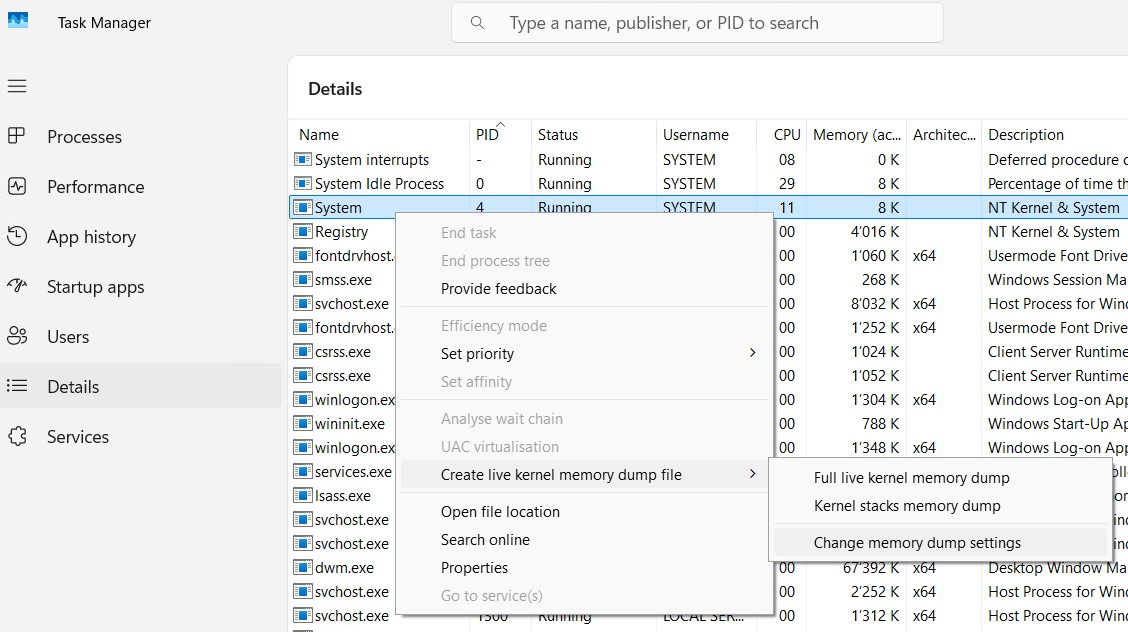 Task Manager
Type a name, publisher, or PID to search
Processes
Performance
App history
Startup apps
Users
Details
Services
Details
Name PID Status Username CPU Memory (ac... Architec... Description
System interrupts - Running SYSTEM 08 0 K Deferred procedure
System Idle Process 0 Running SYSTEM 29 8 K Percentage of time
System 4 Running SYSTEM 11 8 K NT Kernel & System
Registry 00 4'016 K NT Kernel & System
fontdrvhost. 00 1'060 K x64 Usermode Font Drive
smss.exe 00 268 K Windows Session Ma
svchost.exe 00 8'032 K x64 Host Process for Win
fontdrvhost. 00 1'252 K x64 Usermode Font Drive
csrss.exe 00 1'024 K Client Server Runtime
csrss.exe 00 1'052 K Client Server Runtime
winlogon.ex 00 1'304 K x64 Windows Log-on App
wininit.exe 00 788 K Windows Start-Up Ap
winlogon.ex 00 1'348 K x64 Windows Log-on App
services.exe
lsass.exe
svchost.exe
svchost.exe
dwm.exe 00 67'392 K x64 Desktop Window Ma
svchost.exe 00 2'252 K x64 Host Process for Win
svchost.exe 1300 Running LOCAL SER... 00 1'312 K x64 Host Process for Win
End task
End process tree
Provide feedback
Efficiency mode
Set priority
Set affinity
Analyse wait chain
UAC virtualisation
Create live kernel memory dump file
Open file location
Search online
Properties
Go to service(s)
Full live kernel memory dump
Kernel stacks memory dump
Change memory dump settings